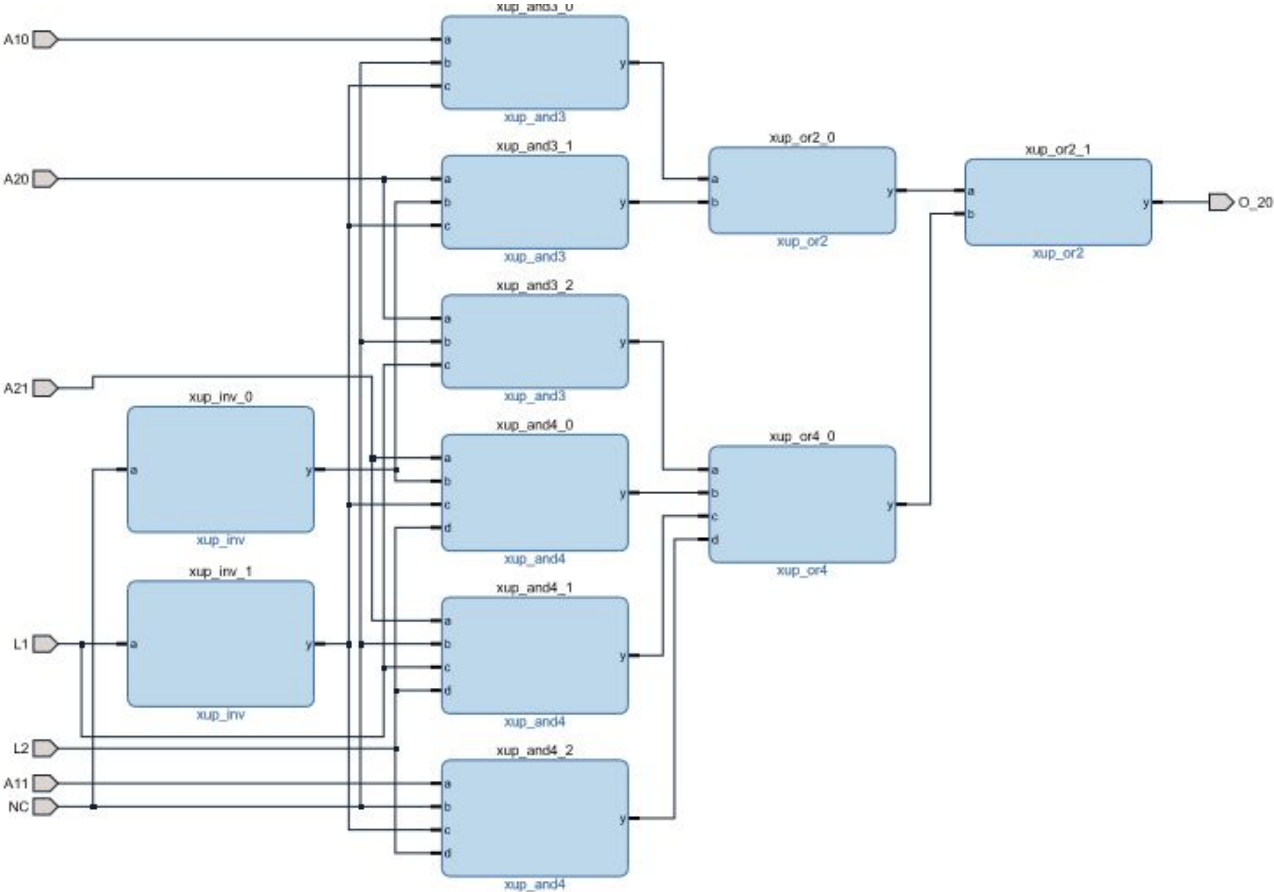 xup_and3_0
A10
a
b
y
c
xup_and3
xup_and3_1
A20
a
b
y
c
xup_and3
xup_or2_0
a
y
b
xup_or2
xup_or2_1
a
y
b
xup_or2
O_20
xup_and3_2
a
b
y
c
xup_and3
A21
xup_inv_0
a
y
xup_inv
xup_and4_0
a
b
y
c
d
xup_and4
xup_or4_0
a
b
y
c
d
xup_or4
xup_inv_1
L1
a
y
xup_inv
xup_and4_1
a
b
y
c
d
xup_and4
L2
A11
NC
xup_and4_2
a
b
y
c
d
xup_and4